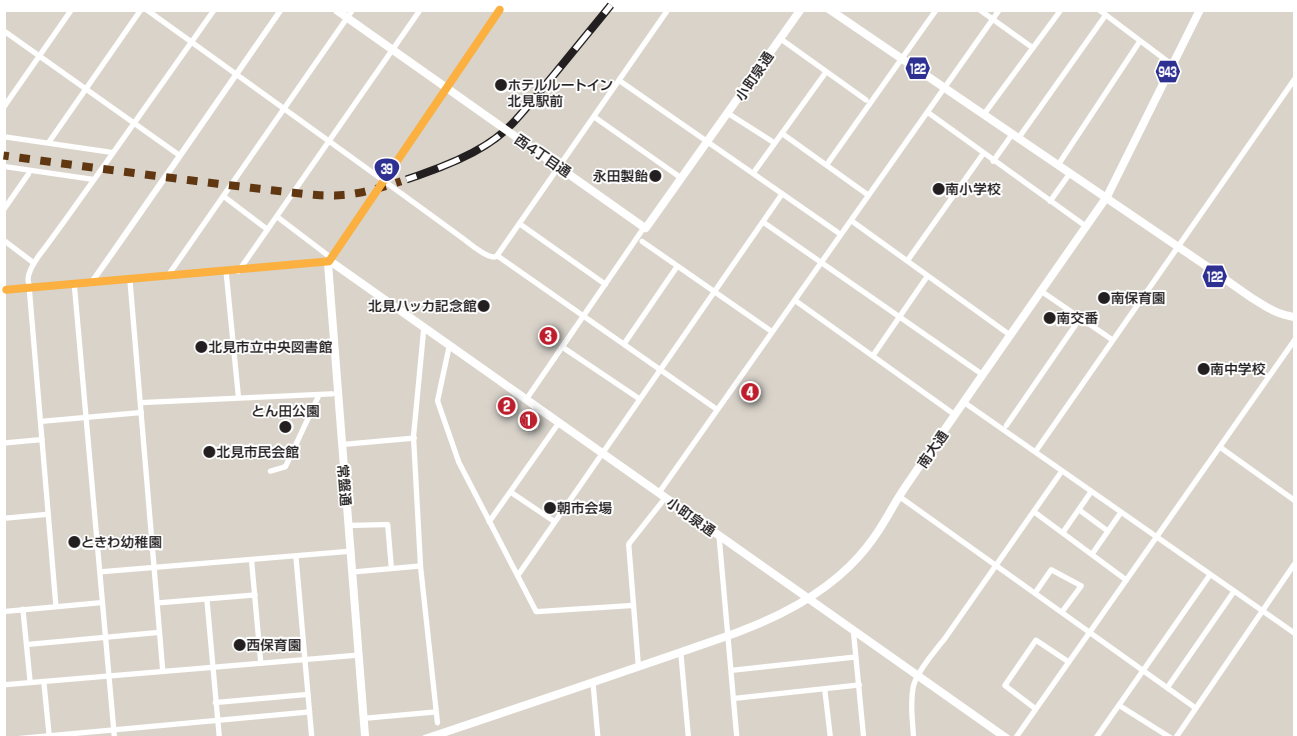 ホテルルートイン
北見駅前
小町泉通
122
943
西4丁目通
39
永田製飴
南小学校
北見ハッカ記念館
122
南保育園
南交番
3
北見市立中央図書館
南中学校
4
とん田公園
2
1
北見市民会館
南大通
常盤通
朝市会場
小町泉通
ときわ幼稚園
西保育園